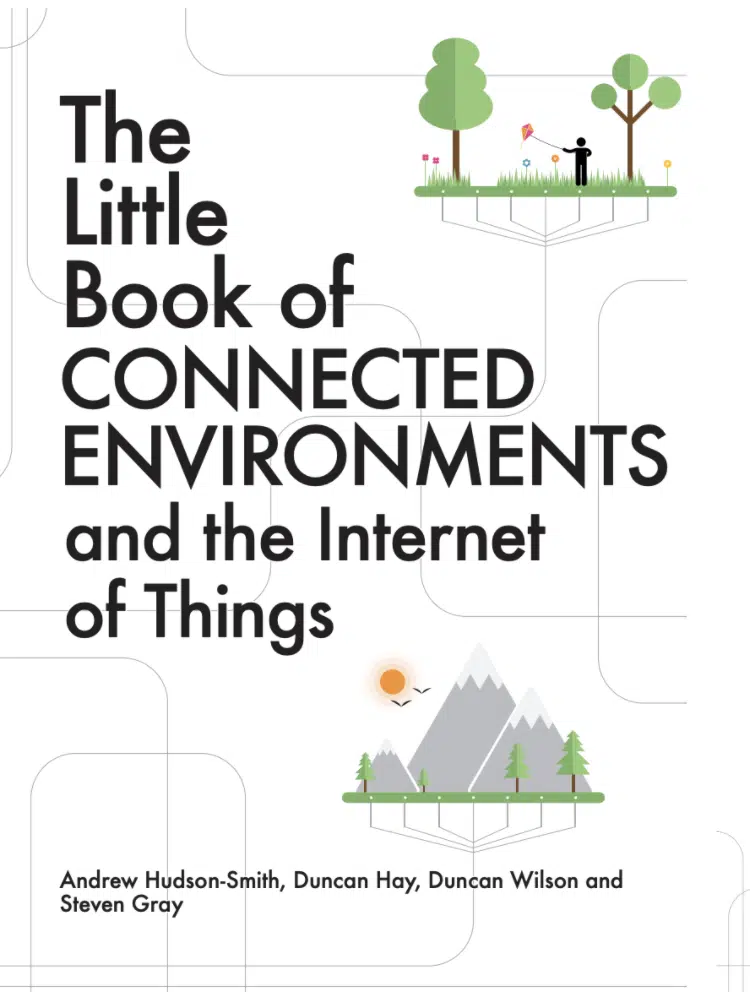 The
Little
Book of
CONNECTED
ENVIRONMENTS
and the Internet
of Things
Andrew Hudson-Smith, Duncan Hay, Duncan Wilson and
Steven Gray